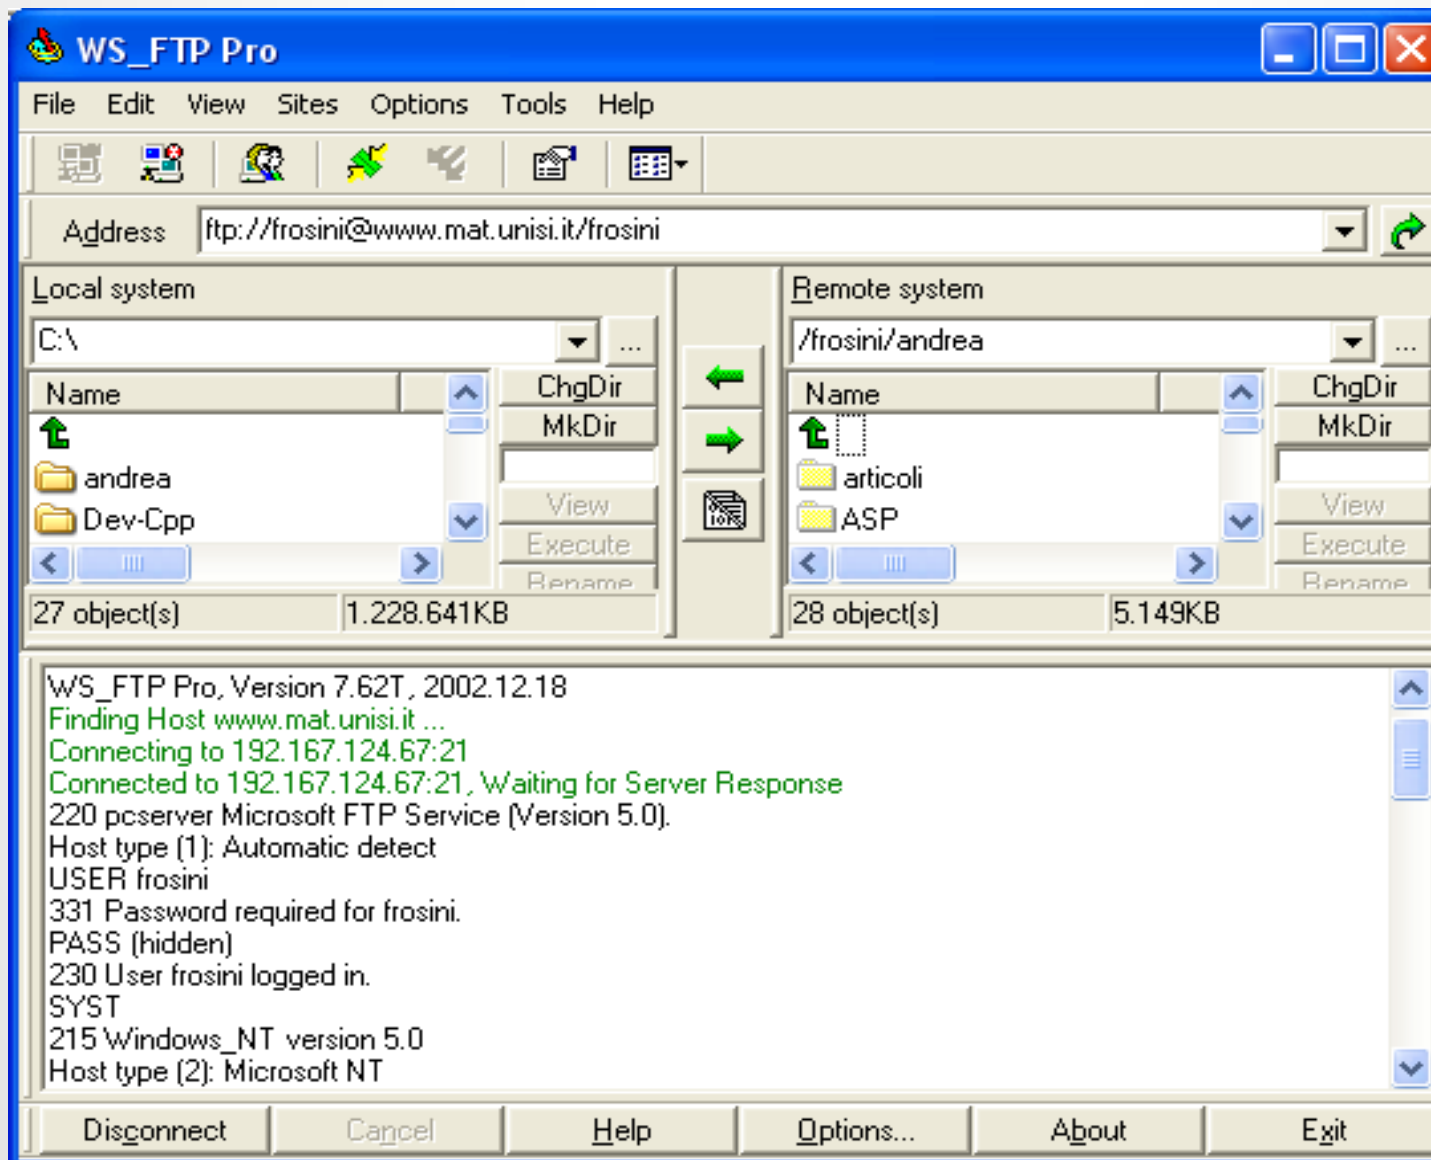 WS_FTP Pro
File Edit View Sites Options Tools Help
Address ftp://frosini@www.mat.unisi.it/frosini
Local system
C:\ ...
Name
andrea
Dev-Cpp
ChgDir
MkDir
View
Execute
Rename
27 object(s) 1.228.641KB
Remote system
/frosini/andrea ...
Name
articoli
ASP
ChgDir
MkDir
View
Execute
Rename
28 object(s) 5.149KB
WS_FTP Pro, Version 7.62T, 2002.12.18
Finding Host www.mat.unisi.it ...
Connecting to 192.167.124.67:21
Connected to 192.167.124.67:21, Waiting for Server Response
220 pcserver Microsoft FTP Service (Version 5.0).
Host type (1): Automatic detect
USER frosini
331 Password required for frosini.
PASS (hidden)
230 User frosini logged in.
SYST
215 Windows_NT version 5.0
Host type (2): Microsoft NT
Disconnect Cancel Help Options... About Exit